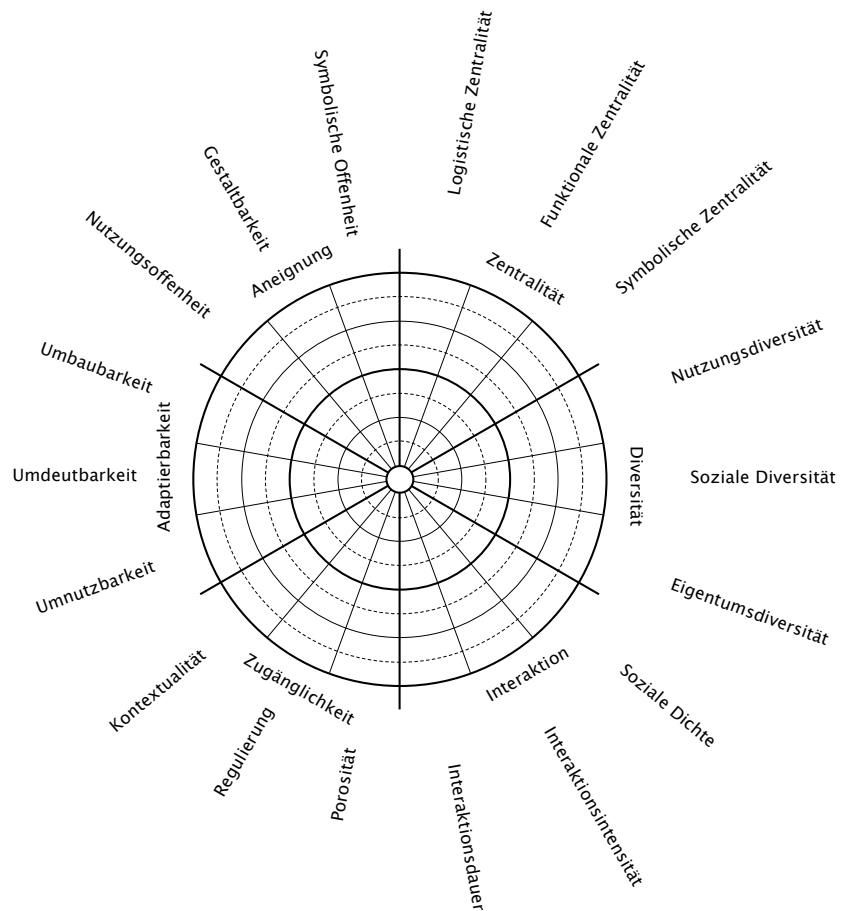 Logistische Zentralität
Funktionale Zentralität
Symbolische Zentralität
Zentralität
Nutzungsdiversität
Soziale Diversität
Eigentumsdiversität
Diversität
Soziale Dichte
Interaktionsintensität
Interaktionsdauer
Interaktion
Porosität
Regulierung
Kontextualität
Zugänglichkeit
Umnutzbarkeit
Umdeutbarkeit
Umbaubarkeit
Adaptierbarkeit
Nutzungsoffenheit
Gestaltbarkeit
Symbolische Offenheit
Aneignung